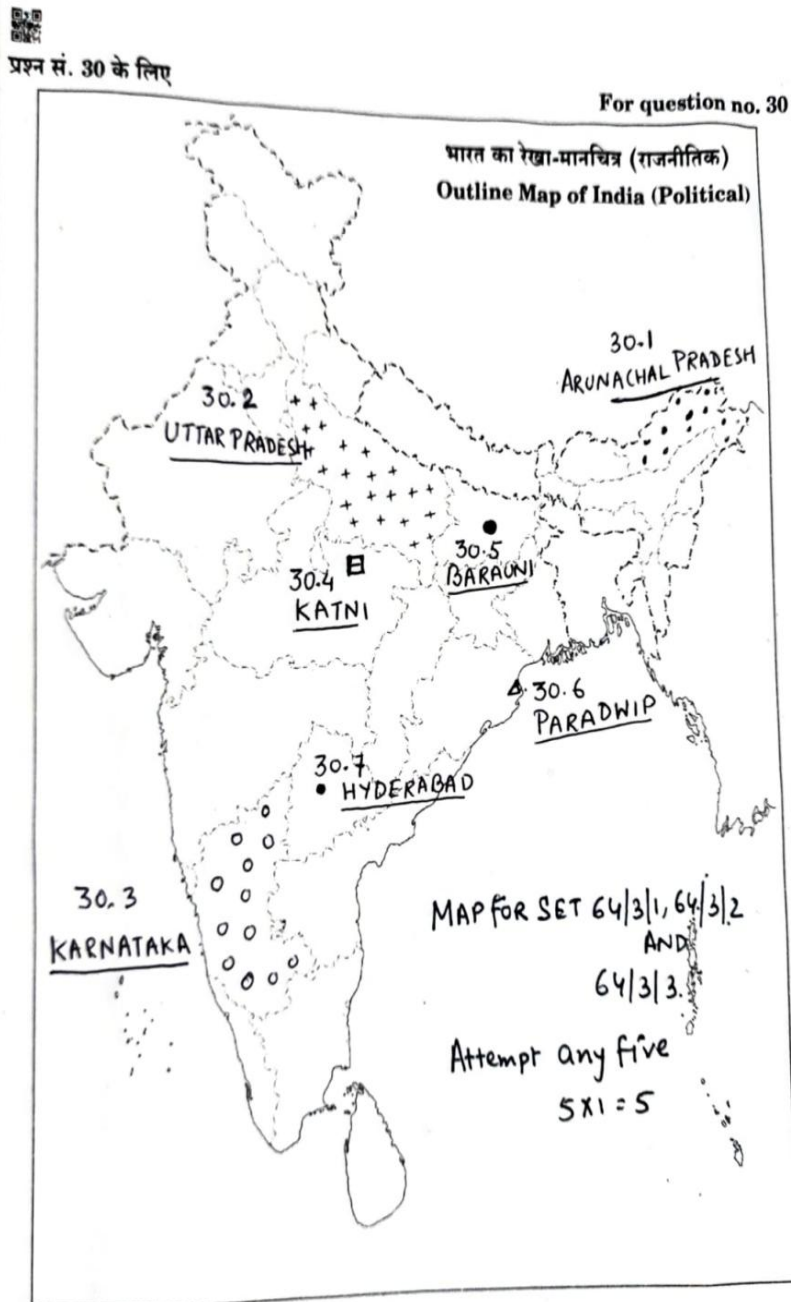 प्रश्न सं. 30 के लिए
For question no. 30
भारत का रेखा-मानचित्र (राजनीतिक)
Outline Map of India (Political)
30.1
ARUNACHAL PRADESH
30.2
UTTAR PRADESH
30.5
BARAUNI
30.4
KATNI
30.6
PARADWIP
30.7
HYDERABAD
30.3
KARNATAKA
MAP FOR SET 64/3/1, 64/3/2
AND
64/3/3.
Attempt any five
5x1=5